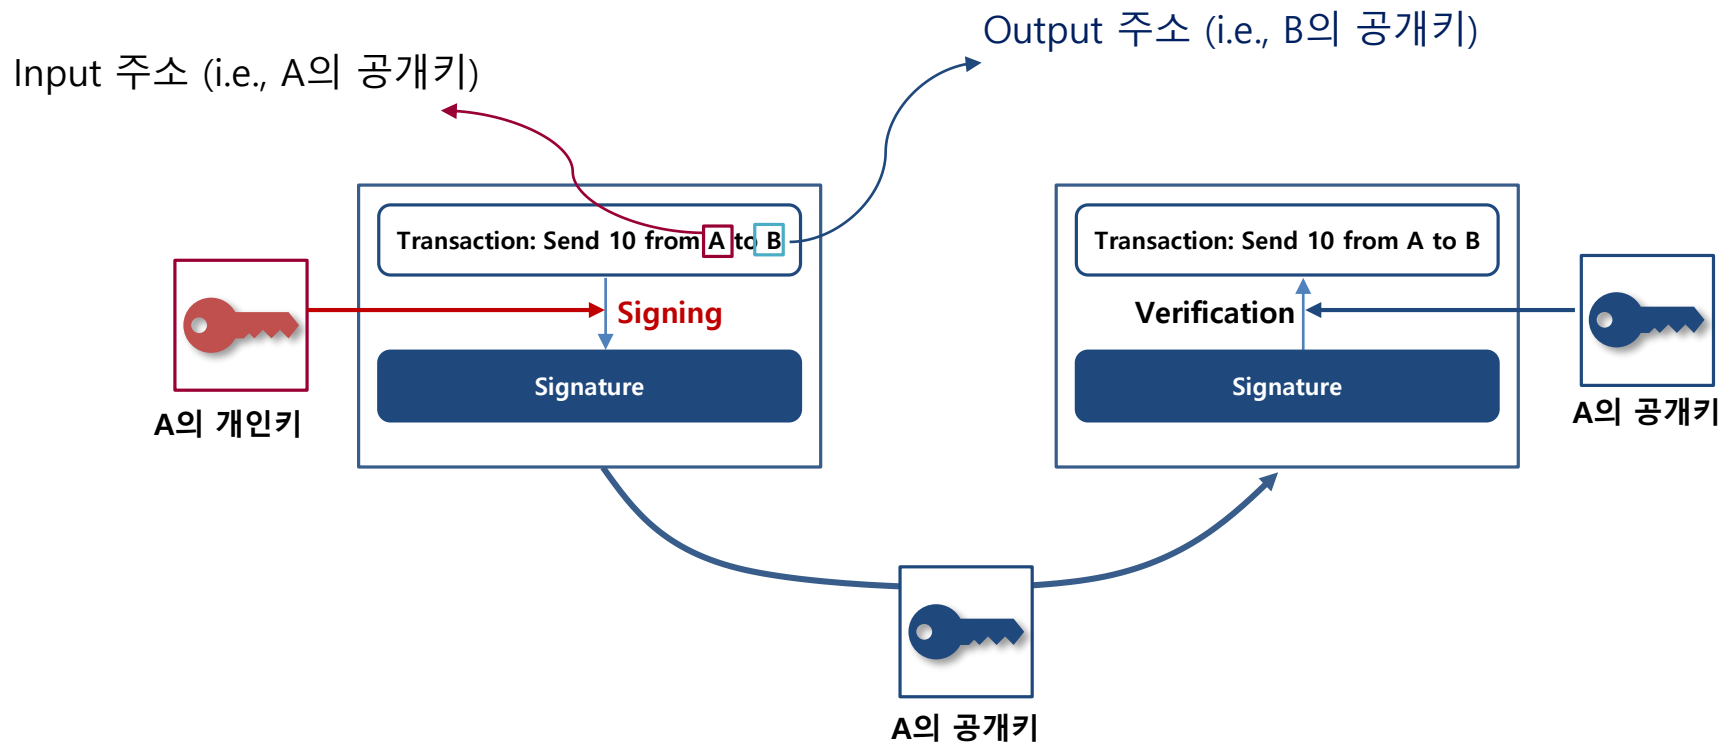 Output 주소 (i.e., B의 공개키)
Input 주소 (i.e., A의 공개키)
Transaction: Send 10 from A to B
Signing
Signature
A의 개인키
Transaction: Send 10 from A to B
Verification
Signature
A의 공개키
A의 공개키